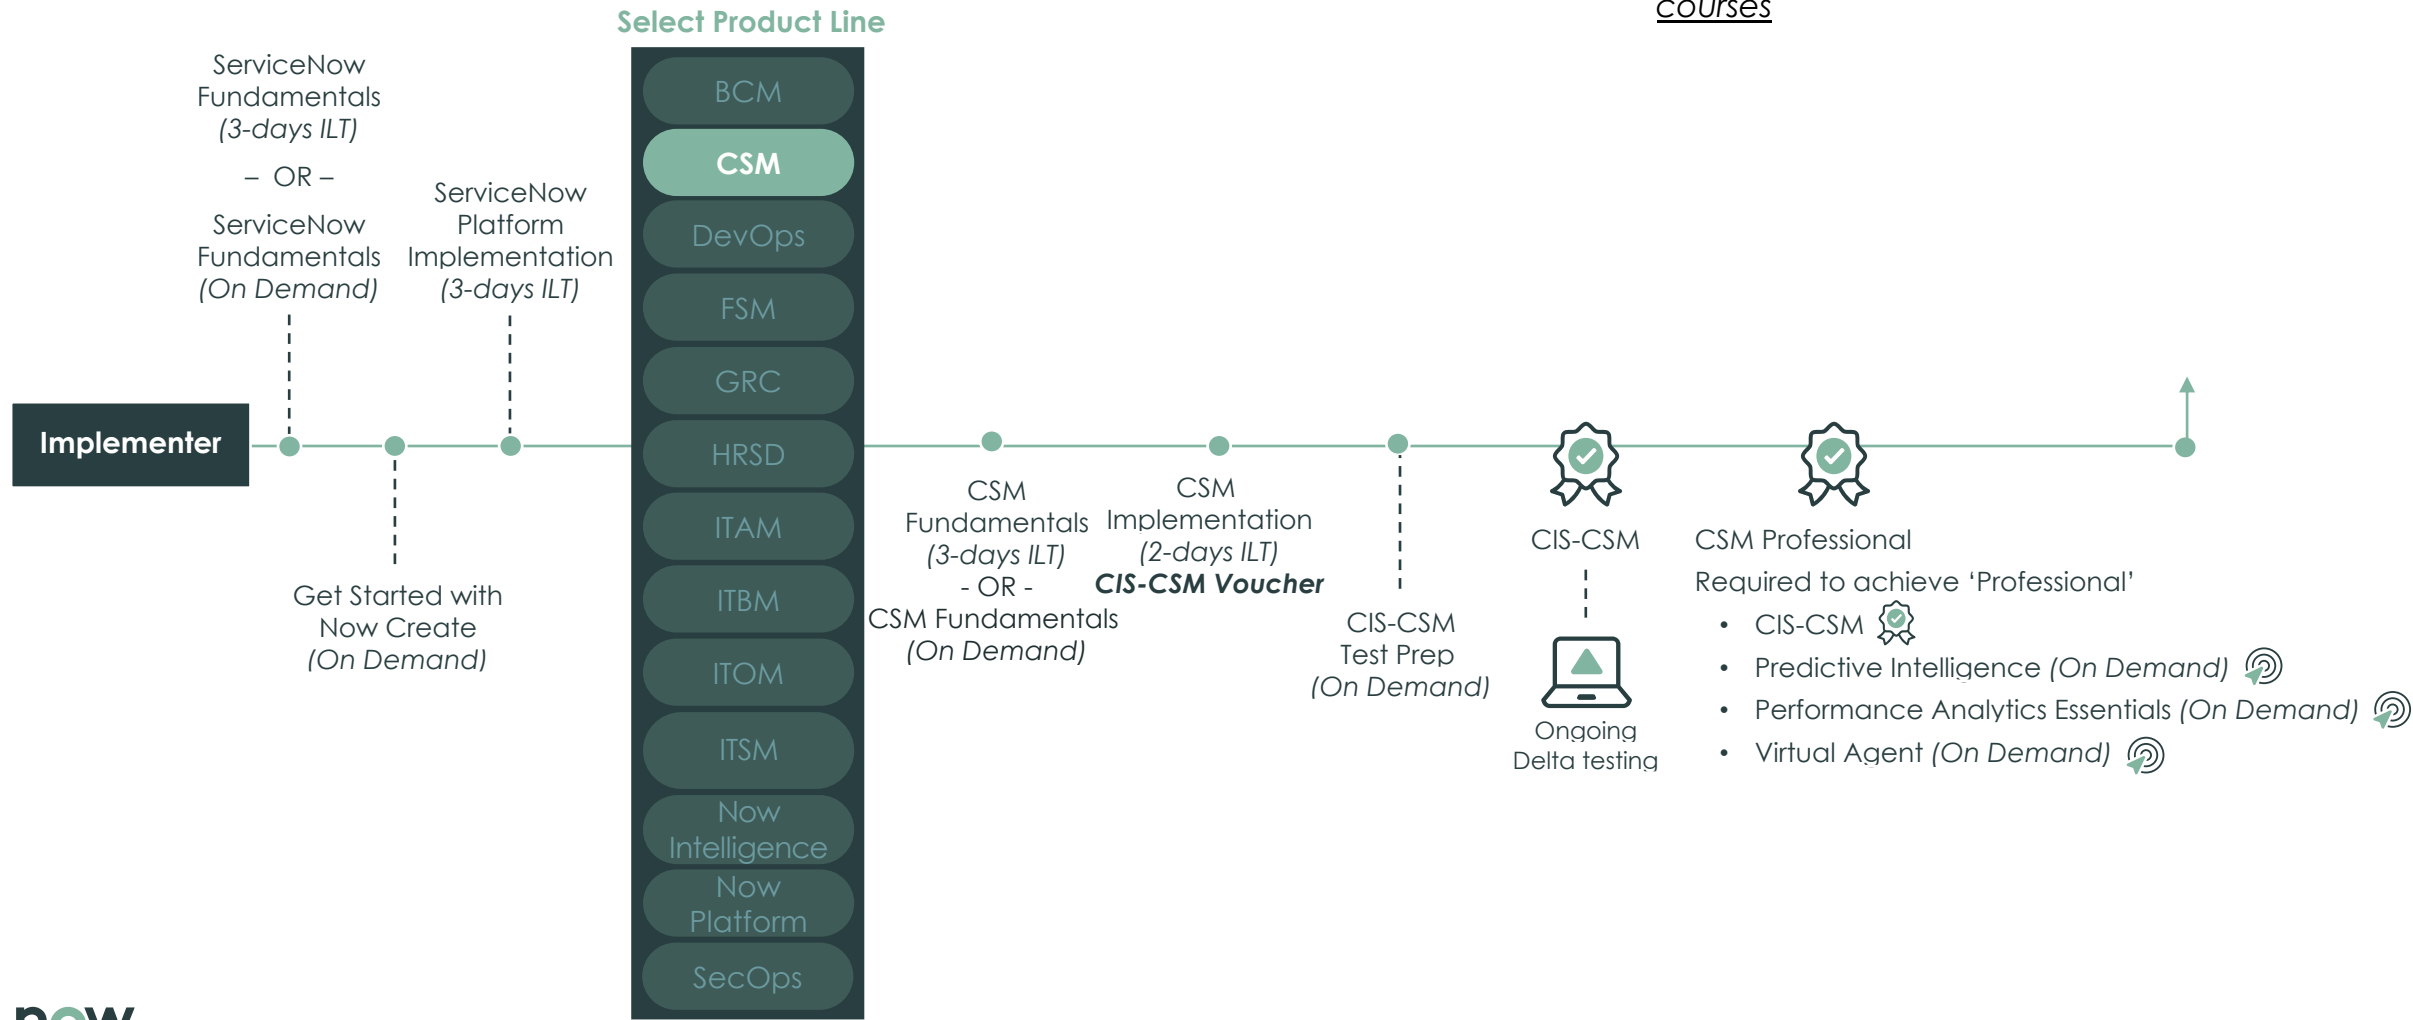 courses
Select Product Line
ServiceNow
Fundamentals
(3-days ILT)
– OR –
ServiceNow
Fundamentals
(On Demand)
ServiceNow
Platform
Implementation
(3-days ILT)
Implementer
Get Started with
Now Create
(On Demand)
BCM
CSM
DevOps
FSM
GRC
HRSD
ITAM
ITBM
ITOM
ITSM
Now
Intelligence
Now
Platform
SecOps
CSM
Fundamentals
(3-days ILT)
- OR -
CSM Fundamentals
(On Demand)
CSM
Implementation
(2-days ILT)
CIS-CSM Voucher
CIS-CSM
Test Prep
(On Demand)
CIS-CSM
Ongoing
Delta testing
CSM Professional
Required to achieve ‘Professional’
• CIS-CSM
• Predictive Intelligence (On Demand)
• Performance Analytics Essentials (On Demand)
• Virtual Agent (On Demand)
now